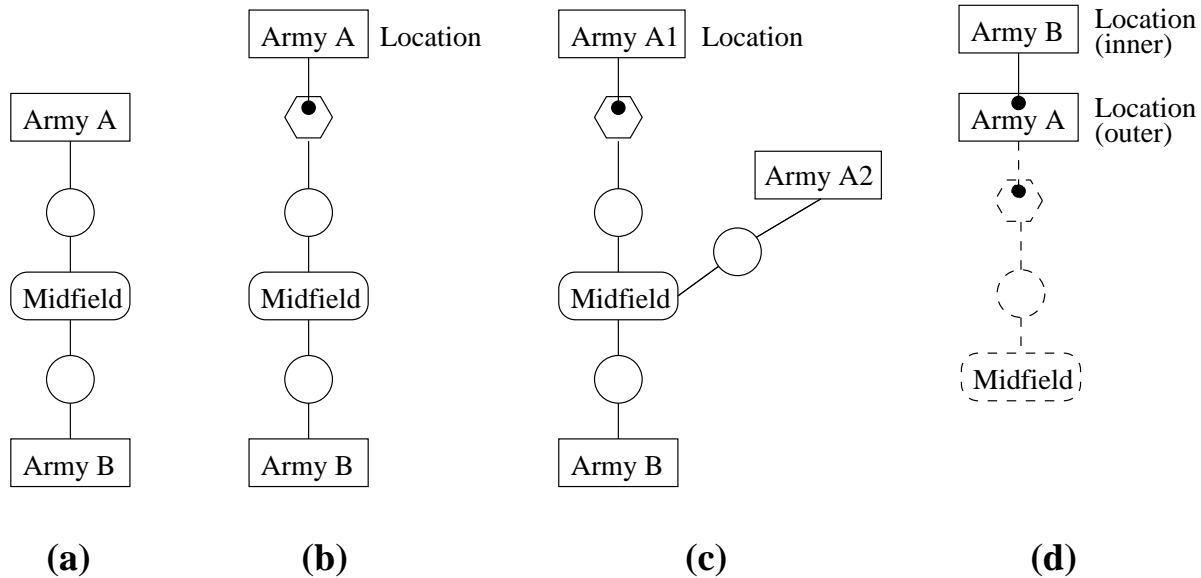 Army A
Midfield
Army B
(a)
Army A Location
Midfield
Army B
(b)
Army A1 Location
Army A2
Midfield
Army B
(c)
Army B
Location
(inner)
Army A
Location
(outer)
Midfield
(d)